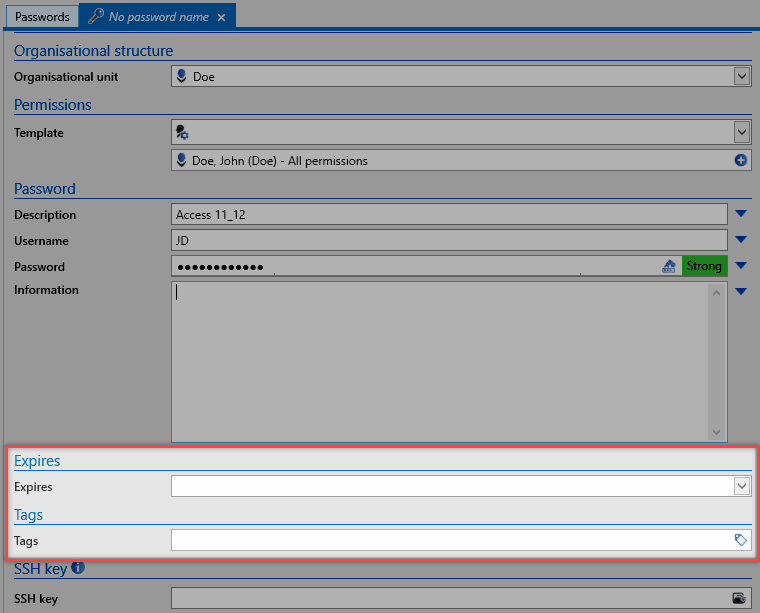 Passwords No password name
Organisational structure
Organisational unit Doe
Permissions
Template
Doe, John (Doe) - All permissions
Password
Description Access 11_12
Username JD
Password ●●●●●●●●●●●● Strong
Information
Expires
Expires
Tags
Tags
SSH key
SSH key